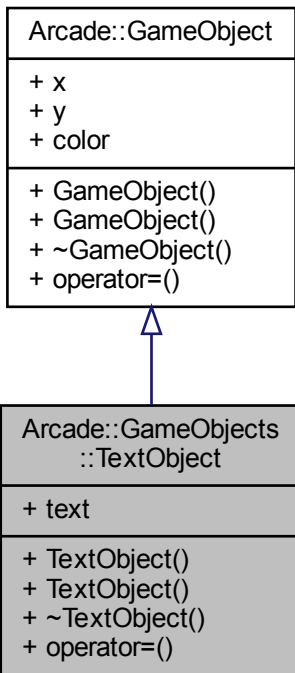 Arcade::GameObject
+ x
+ y
+ color
+ GameObject()
+ GameObject()
+ ~GameObject()
+ operator=()
Arcade::GameObjects
::TextObject
+ text
+ TextObject()
+ TextObject()
+ ~TextObject()
+ operator=()